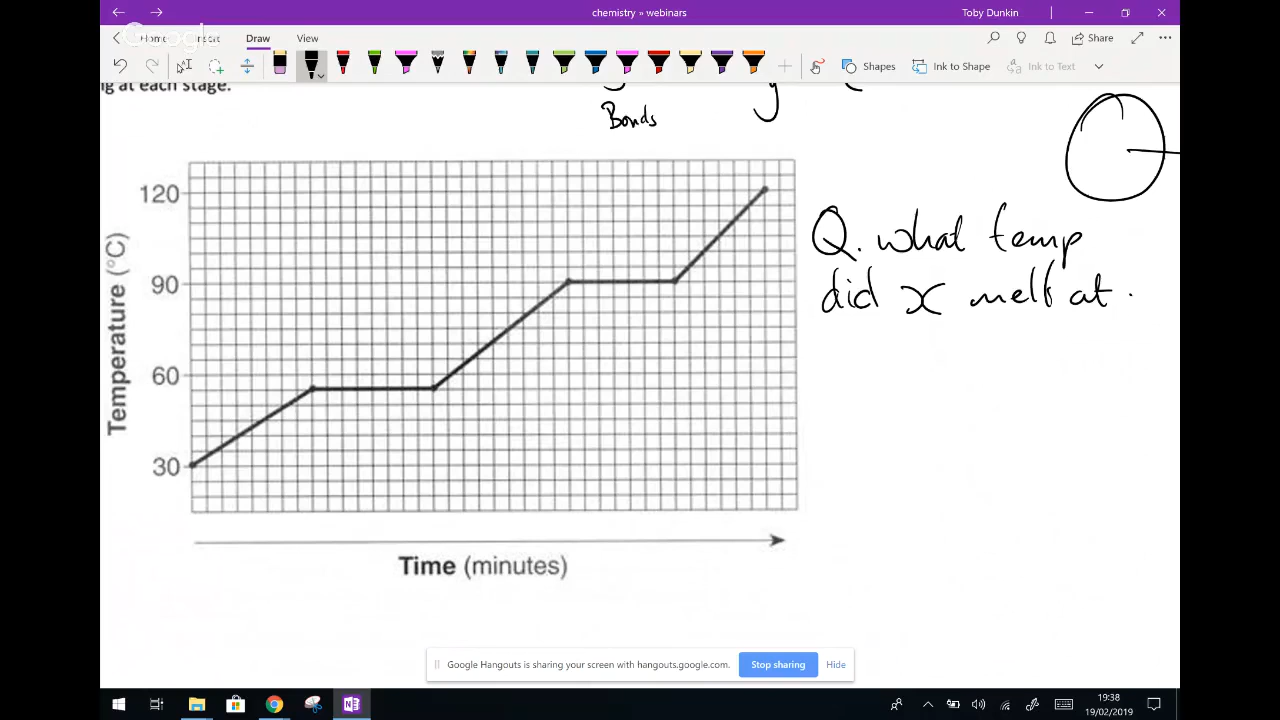 chemistry » webinars
Toby Dunkin
Home Insert Draw View
Share
Shapes Ink to Shape Ink to Text
ng at each stage.
Bonds
120
90
60
30
Temperature (°C)
Time (minutes)
Q. what temp
did x melt at .
Google Hangouts is sharing your screen with hangouts.google.com. Stop sharing Hide
19:38
19/02/2019